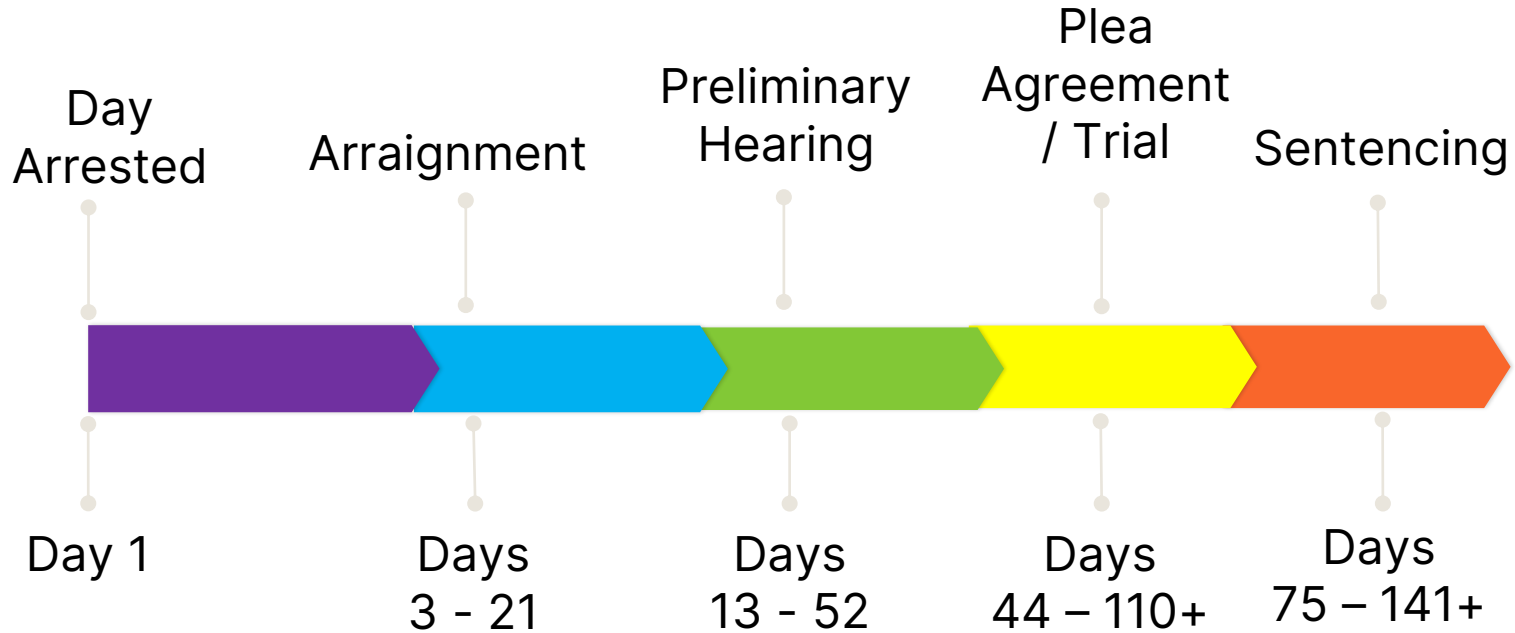 Day
Arrested
Arraignment
Preliminary
Hearing
Plea
Agreement
/ Trial
Sentencing
Day 1
Days
3 - 21
Days
13 - 52
Days
44 – 110+
Days
75 – 141+